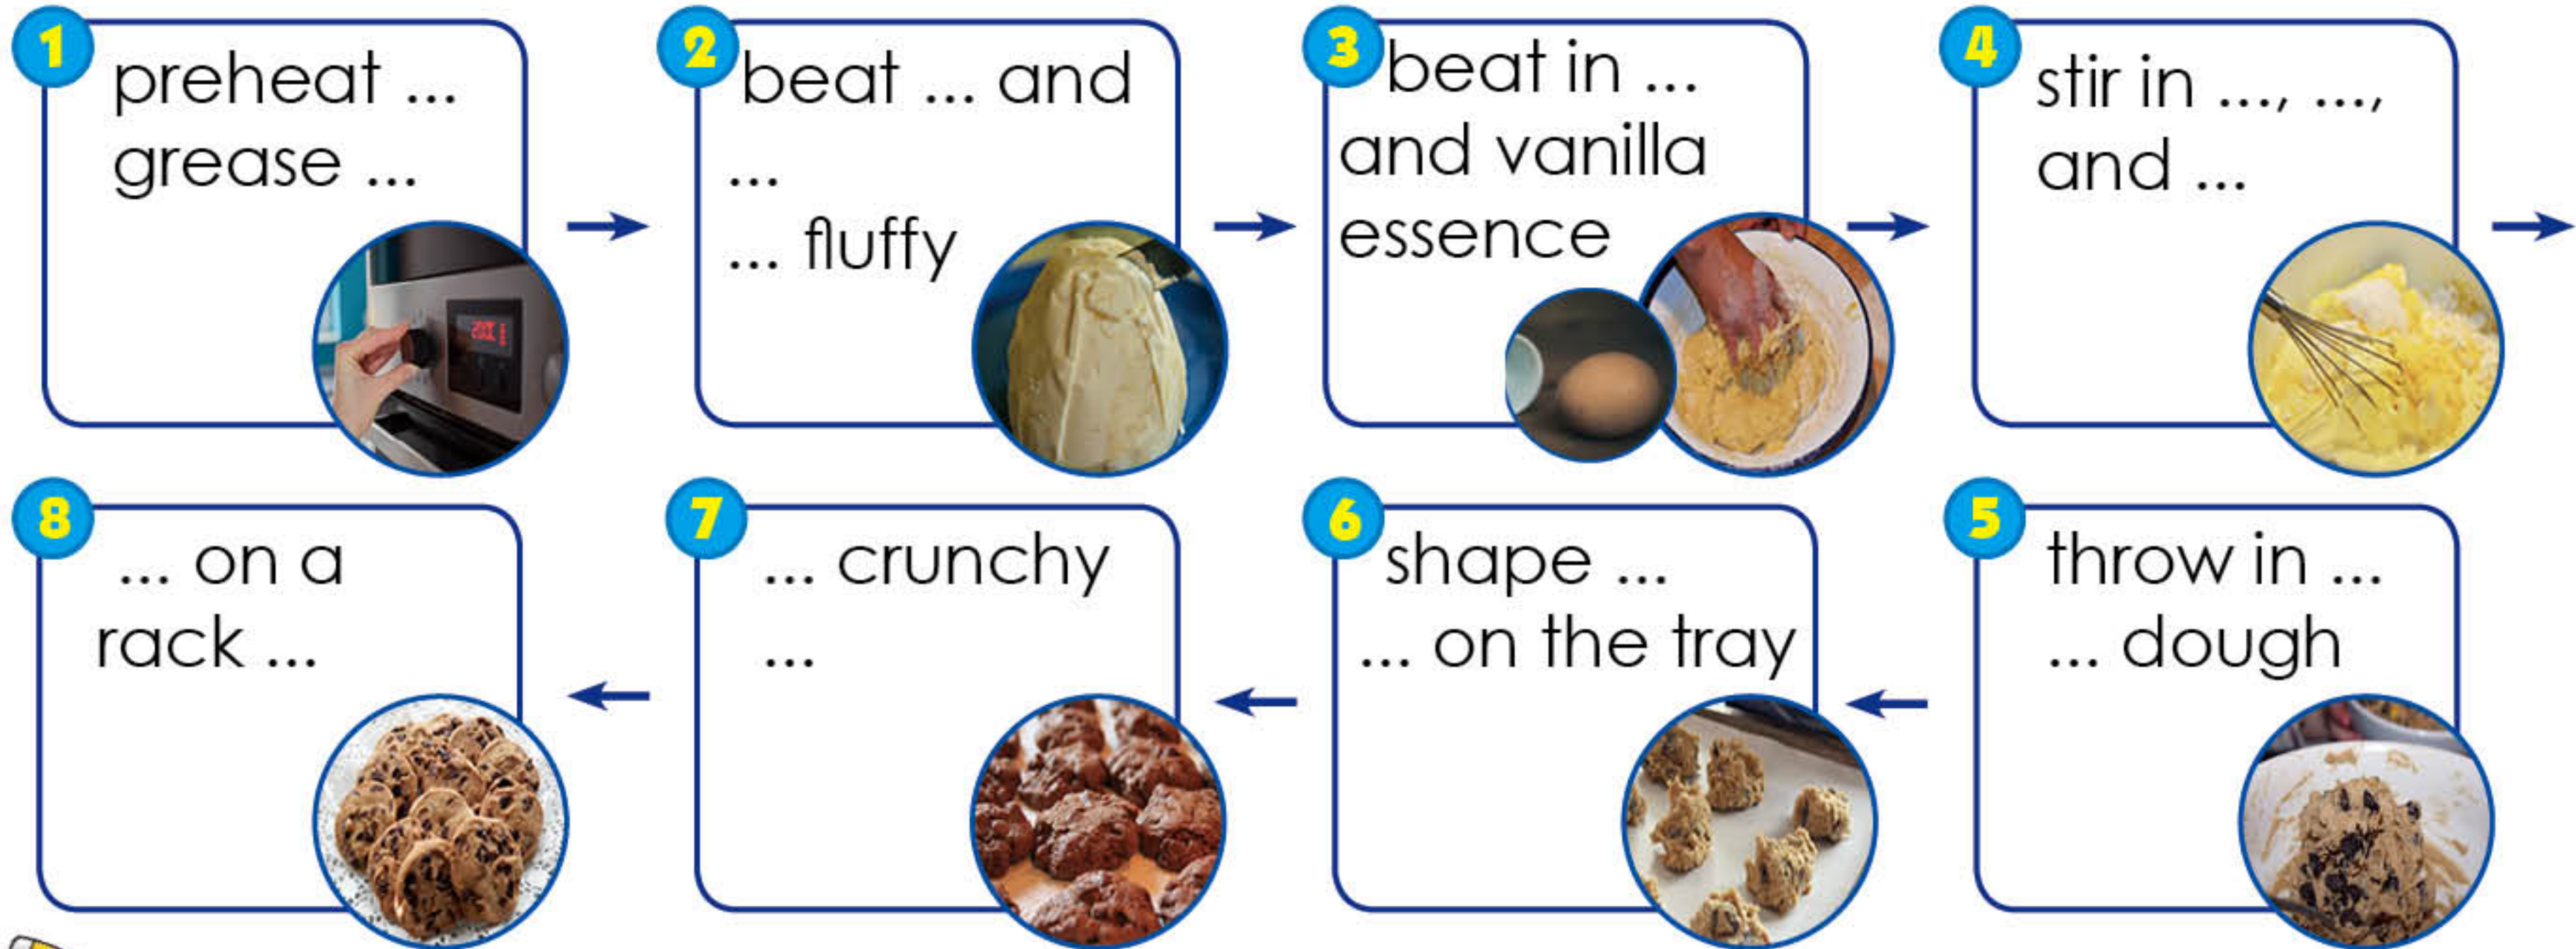 1
preheat ...
grease ...
2
beat ... and
...
... fluffy
3
beat in ...
and vanilla
essence
4
stir in ..., ...,
and ...
5
throw in ...
... dough
6
shape ...
... on the tray
7
... crunchy
...
8
... on a
rack ...